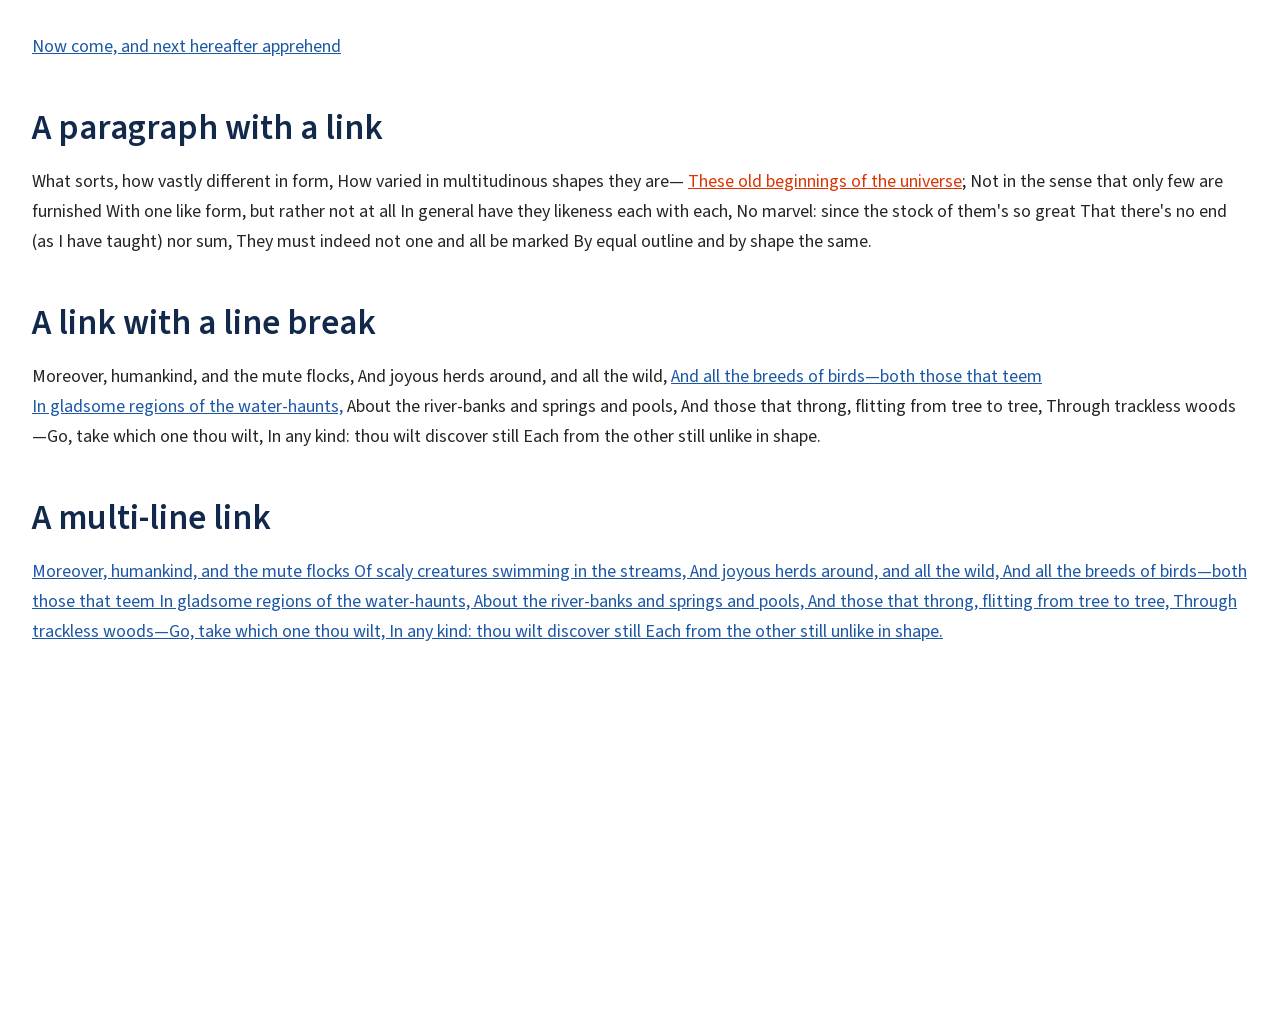 Now come, and next hereafter apprehend
A paragraph with a link
What sorts, how vastly different in form, How varied in multitudinous shapes they are— These old beginnings of the universe; Not in the sense that only few are
furnished With one like form, but rather not at all In general have they likeness each with each, No marvel: since the stock of them's so great That there's no end
(as I have taught) nor sum, They must indeed not one and all be marked By equal outline and by shape the same.
A link with a line break
Moreover, humankind, and the mute flocks, And joyous herds around, and all the wild, And all the breeds of birds—both those that teem
In gladsome regions of the water-haunts, About the river-banks and springs and pools, And those that throng, flitting from tree to tree, Through trackless woods
—Go, take which one thou wilt, In any kind: thou wilt discover still Each from the other still unlike in shape.
A multi-line link
Moreover, humankind, and the mute flocks Of scaly creatures swimming in the streams, And joyous herds around, and all the wild, And all the breeds of birds—both
those that teem In gladsome regions of the water-haunts, About the river-banks and springs and pools, And those that throng, flitting from tree to tree, Through
trackless woods—Go, take which one thou wilt, In any kind: thou wilt discover still Each from the other still unlike in shape.